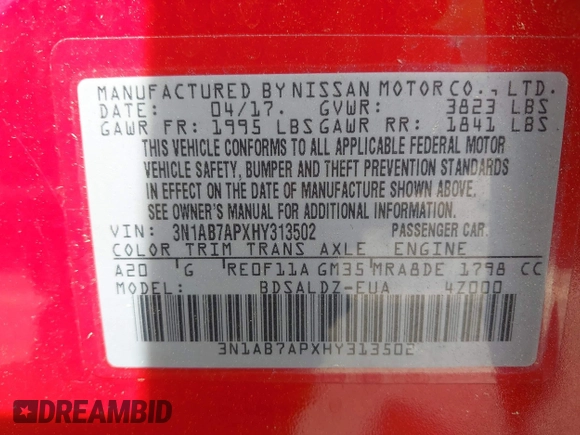 MANUFACTURED BY NISSAN MOTOR CO., LTD.
DATE: 04/17. GVWR: 3823 LBS
GAWR FR: 1995 LBS GAWR RR: 1841 LBS
THIS VEHICLE CONFORMS TO ALL APPLICABLE FEDERAL MOTOR
VEHICLE SAFETY, BUMPER AND THEFT PREVENTION STANDARDS
IN EFFECT ON THE DATE OF MANUFACTURE SHOWN ABOVE.
SEE OWNER'S MANUAL FOR ADDITIONAL INFORMATION.
VIN: 3N1AB7APXHY313502 PASSENGER CAR.
COLOR TRIM TRANS AXLE ENGINE
A20 G RE0F11A GM35 MRA8DE 1798 CC
MODEL: BDSALDZ-EUA 4Z000
3N1AB7APXHY313502
DREAMBID